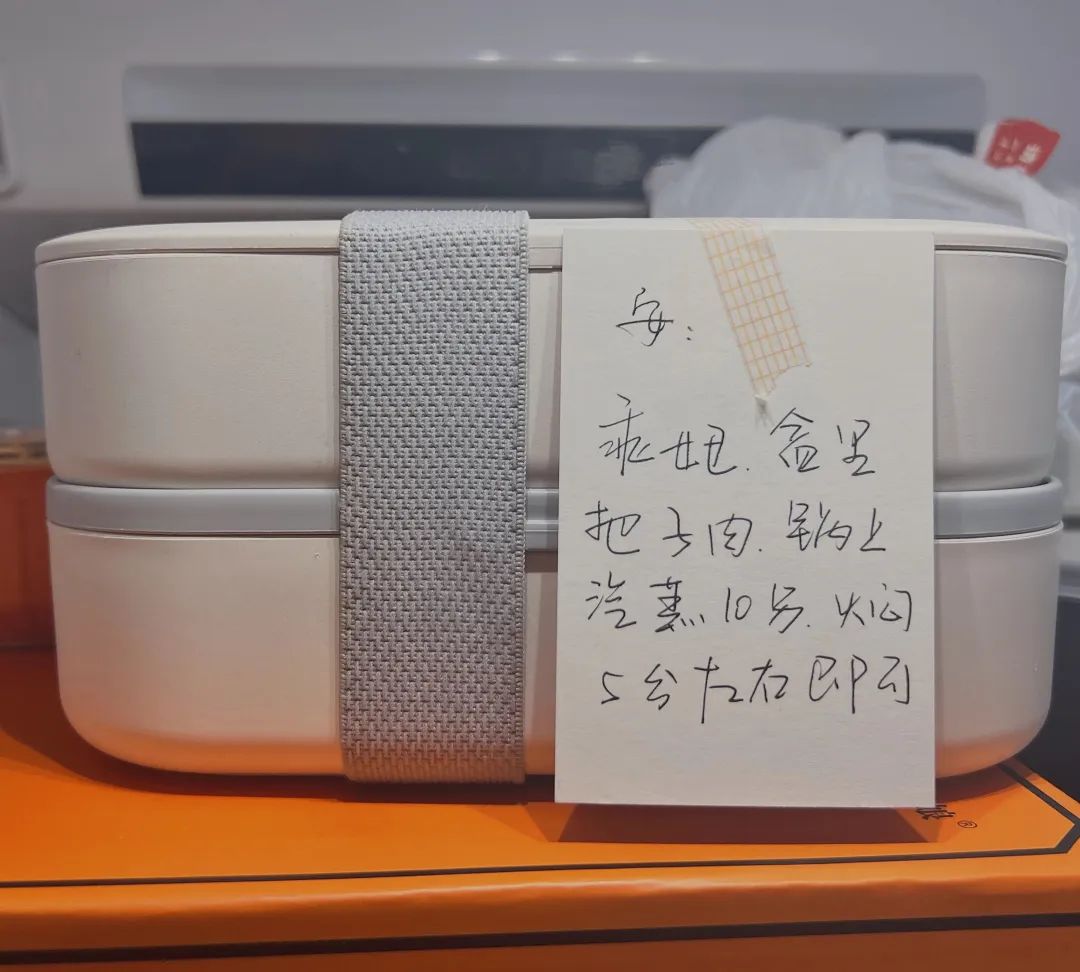 安：
乖妞.盒里
把子肉.锅上
汽蒸10分.焖
5分左右即可